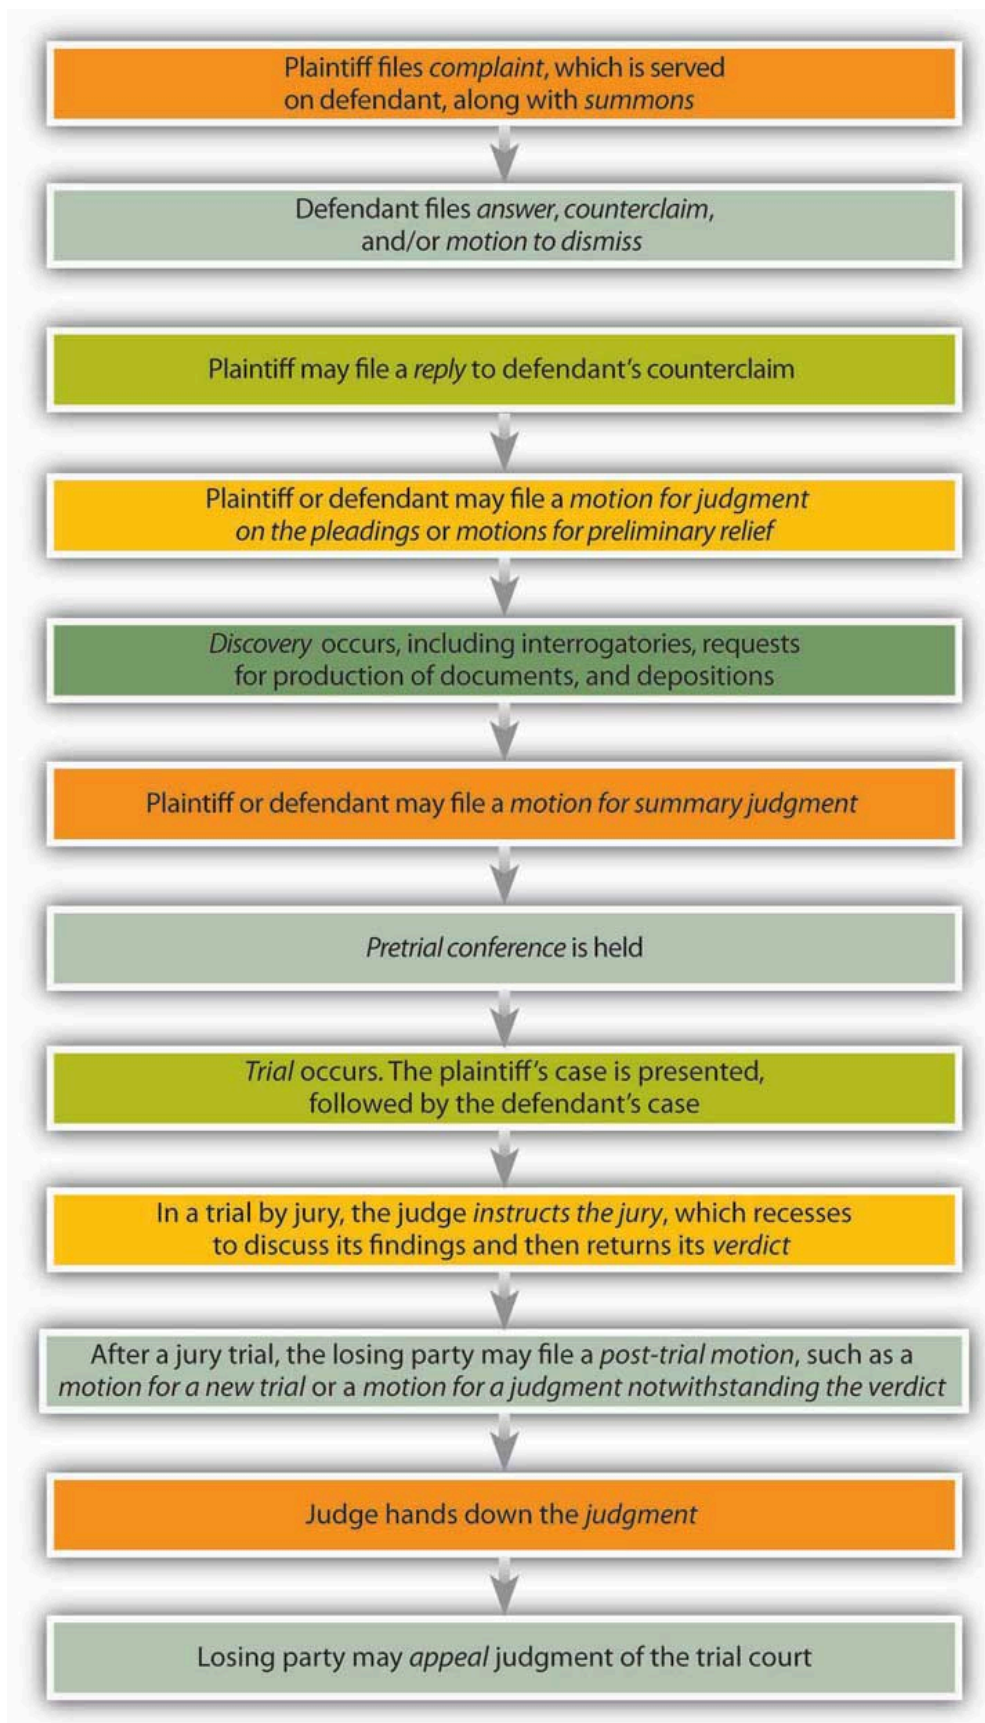 Plaintiff files complaint, which is served
on defendant, along with summons
Defendant files answer, counterclaim,
and/or motion to dismiss
Plaintiff may file a reply to defendant’s counterclaim
Plaintiff or defendant may file a motion for judgment
on the pleadings or motions for preliminary relief
Discovery occurs, including interrogatories, requests
for production of documents, and depositions
Plaintiff or defendant may file a motion for summary judgment
Pretrial conference is held
Trial occurs. The plaintiff’s case is presented,
followed by the defendant’s case
In a trial by jury, the judge instructs the jury, which recesses
to discuss its findings and then returns its verdict
After a jury trial, the losing party may file a post-trial motion, such as a
motion for a new trial or a motion for a judgment notwithstanding the verdict
Judge hands down the judgment
Losing party may appeal judgment of the trial court